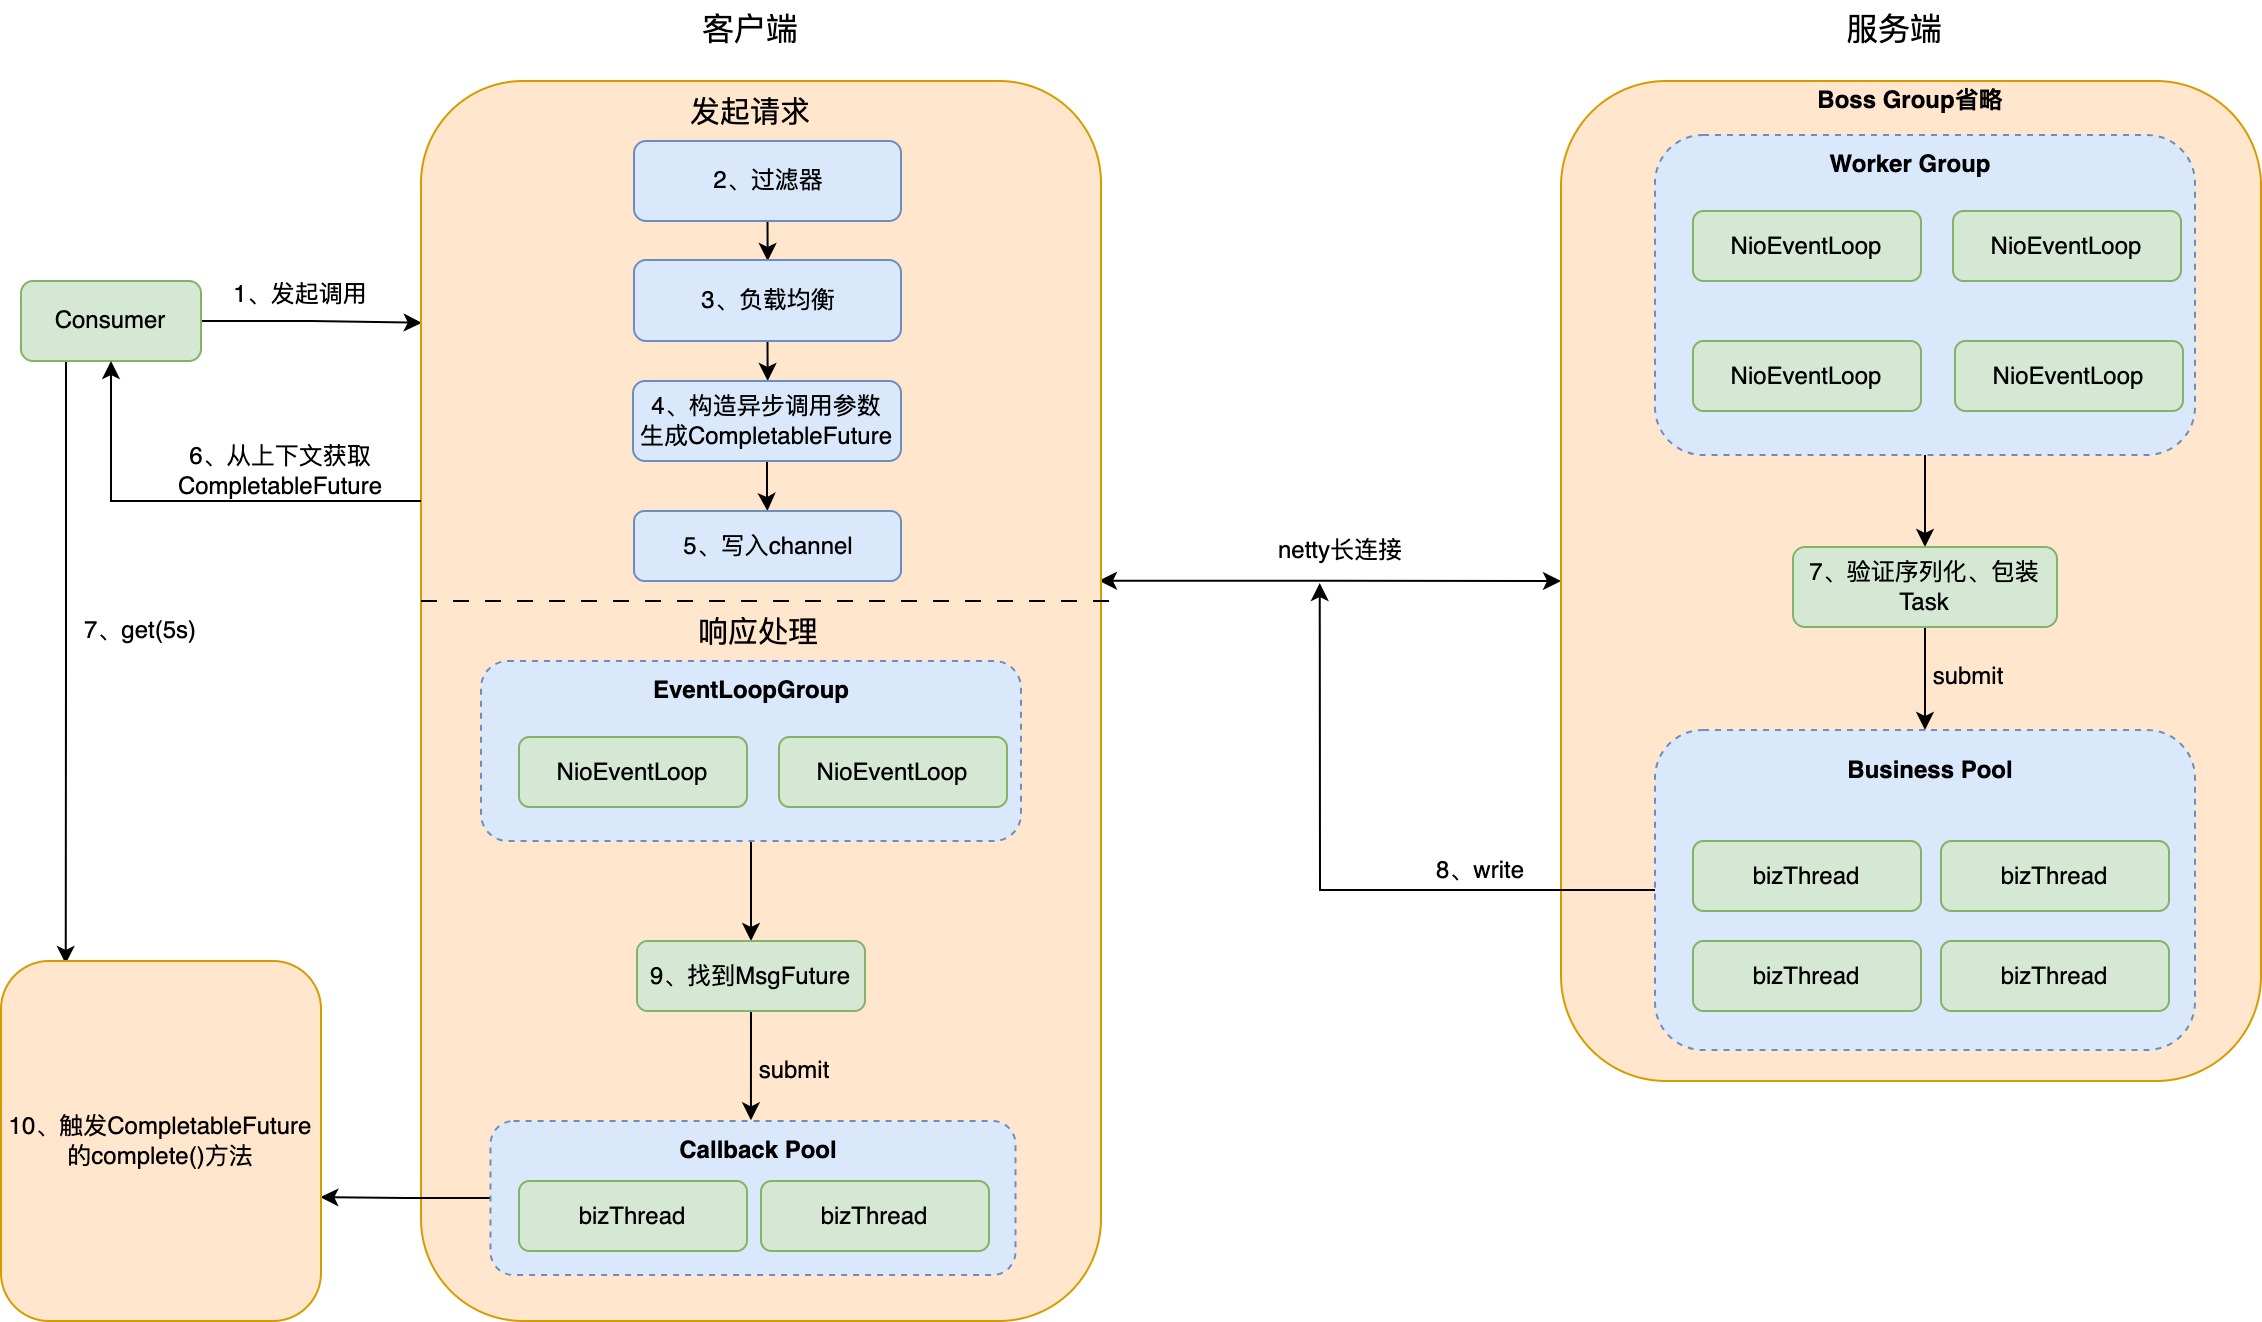 客户端
服务端
发起请求
2、过滤器
3、负载均衡
4、构造异步调用参数
生成CompletableFuture
5、写入channel
Consumer
1、发起调用
6、从上下文获取
CompletableFuture
7、get(5s)
响应处理
EventLoopGroup
NioEventLoop
NioEventLoop
9、找到MsgFuture
submit
Callback Pool
bizThread
bizThread
10、触发CompletableFuture
的complete()方法
netty长连接
8、write
Boss Group省略
Worker Group
NioEventLoop
NioEventLoop
NioEventLoop
NioEventLoop
7、验证序列化、包装
Task
submit
Business Pool
bizThread
bizThread
bizThread
bizThread